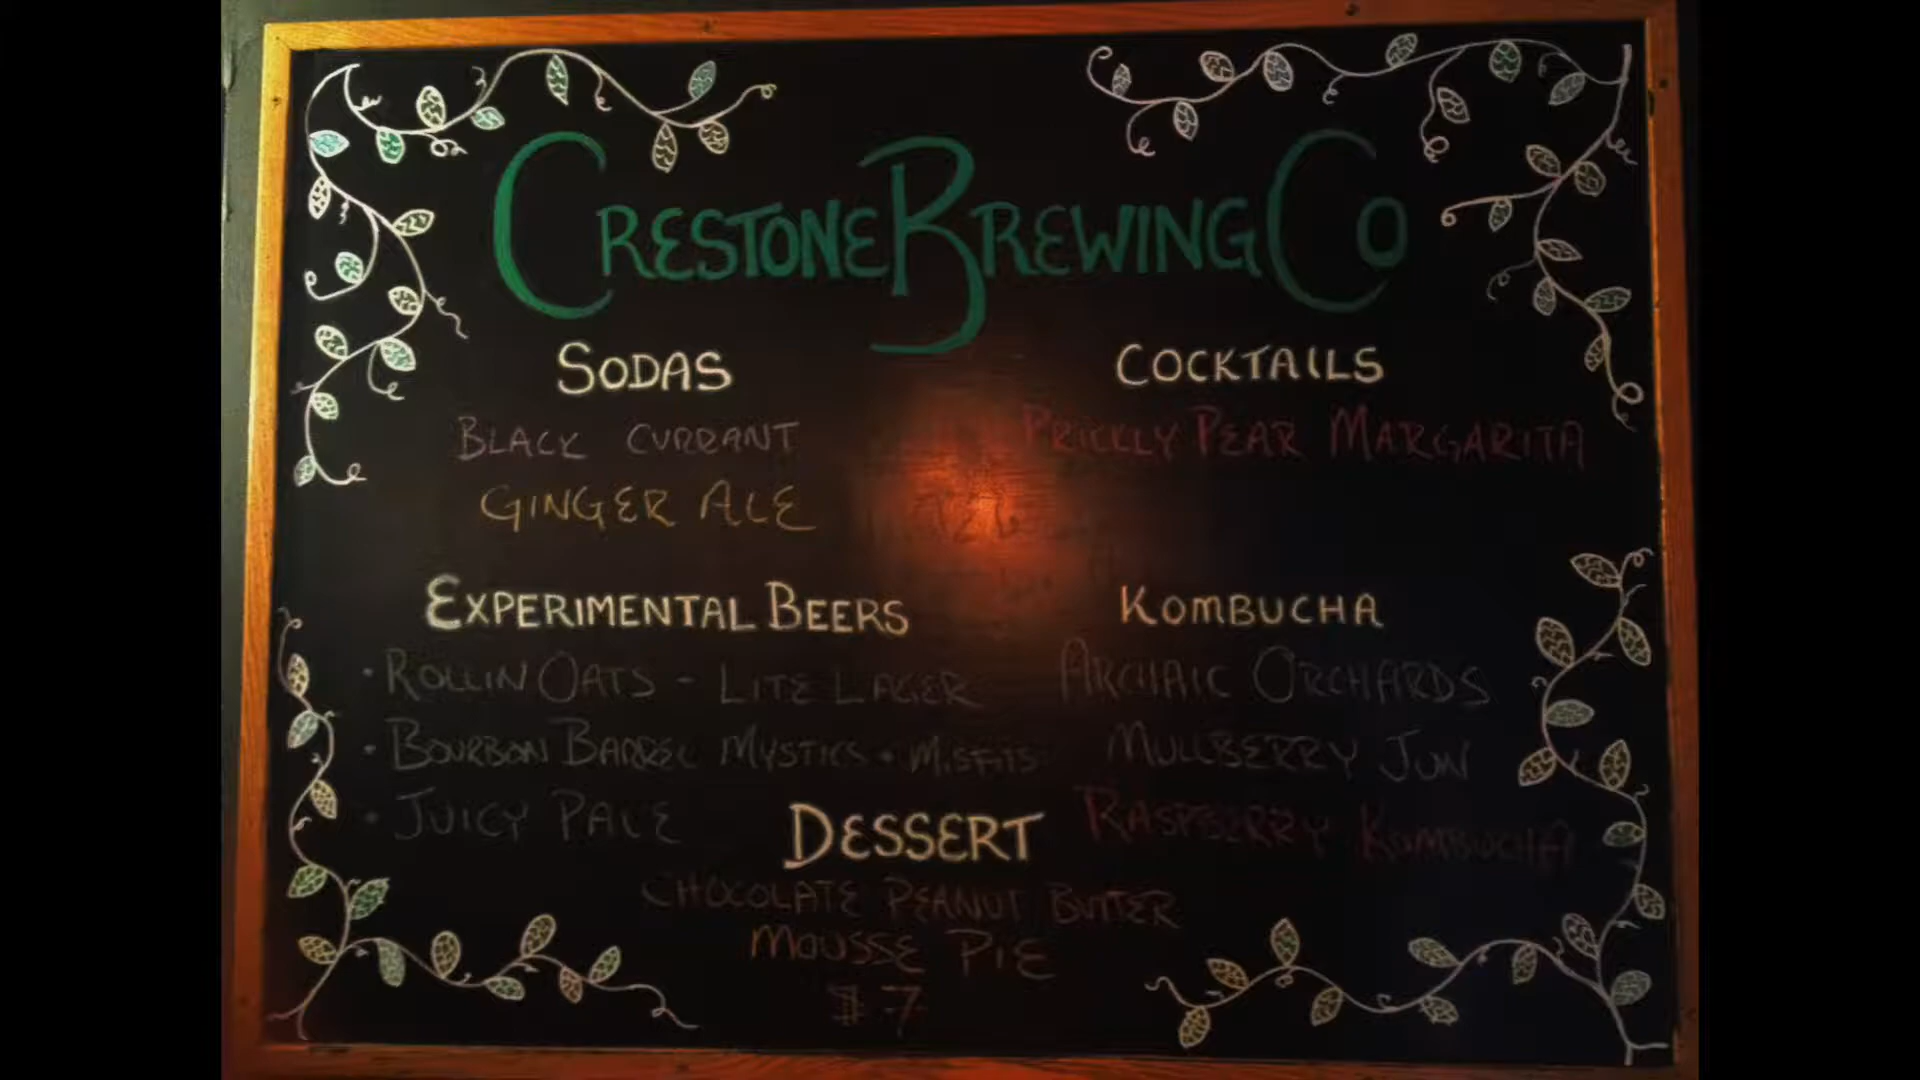 CRESTONE BREWING CO
SODAS
BLACK CURRANT
GINGER ALE
COCKTAILS
PRICKLY PEAR MARGARITA
EXPERIMENTAL BEERS
• ROLLIN OATS - LITE LAGER
• BOURBON BARREL MYSTICS + MISFITS
• JUICY PALE
KOMBUCHA
ARCHAIC ORCHARDS
MULLBERRY JUN
RASPBERRY KOMBUCHA
DESSERT
CHOCOLATE PEANUT BUTTER
MOUSSE PIE
$7